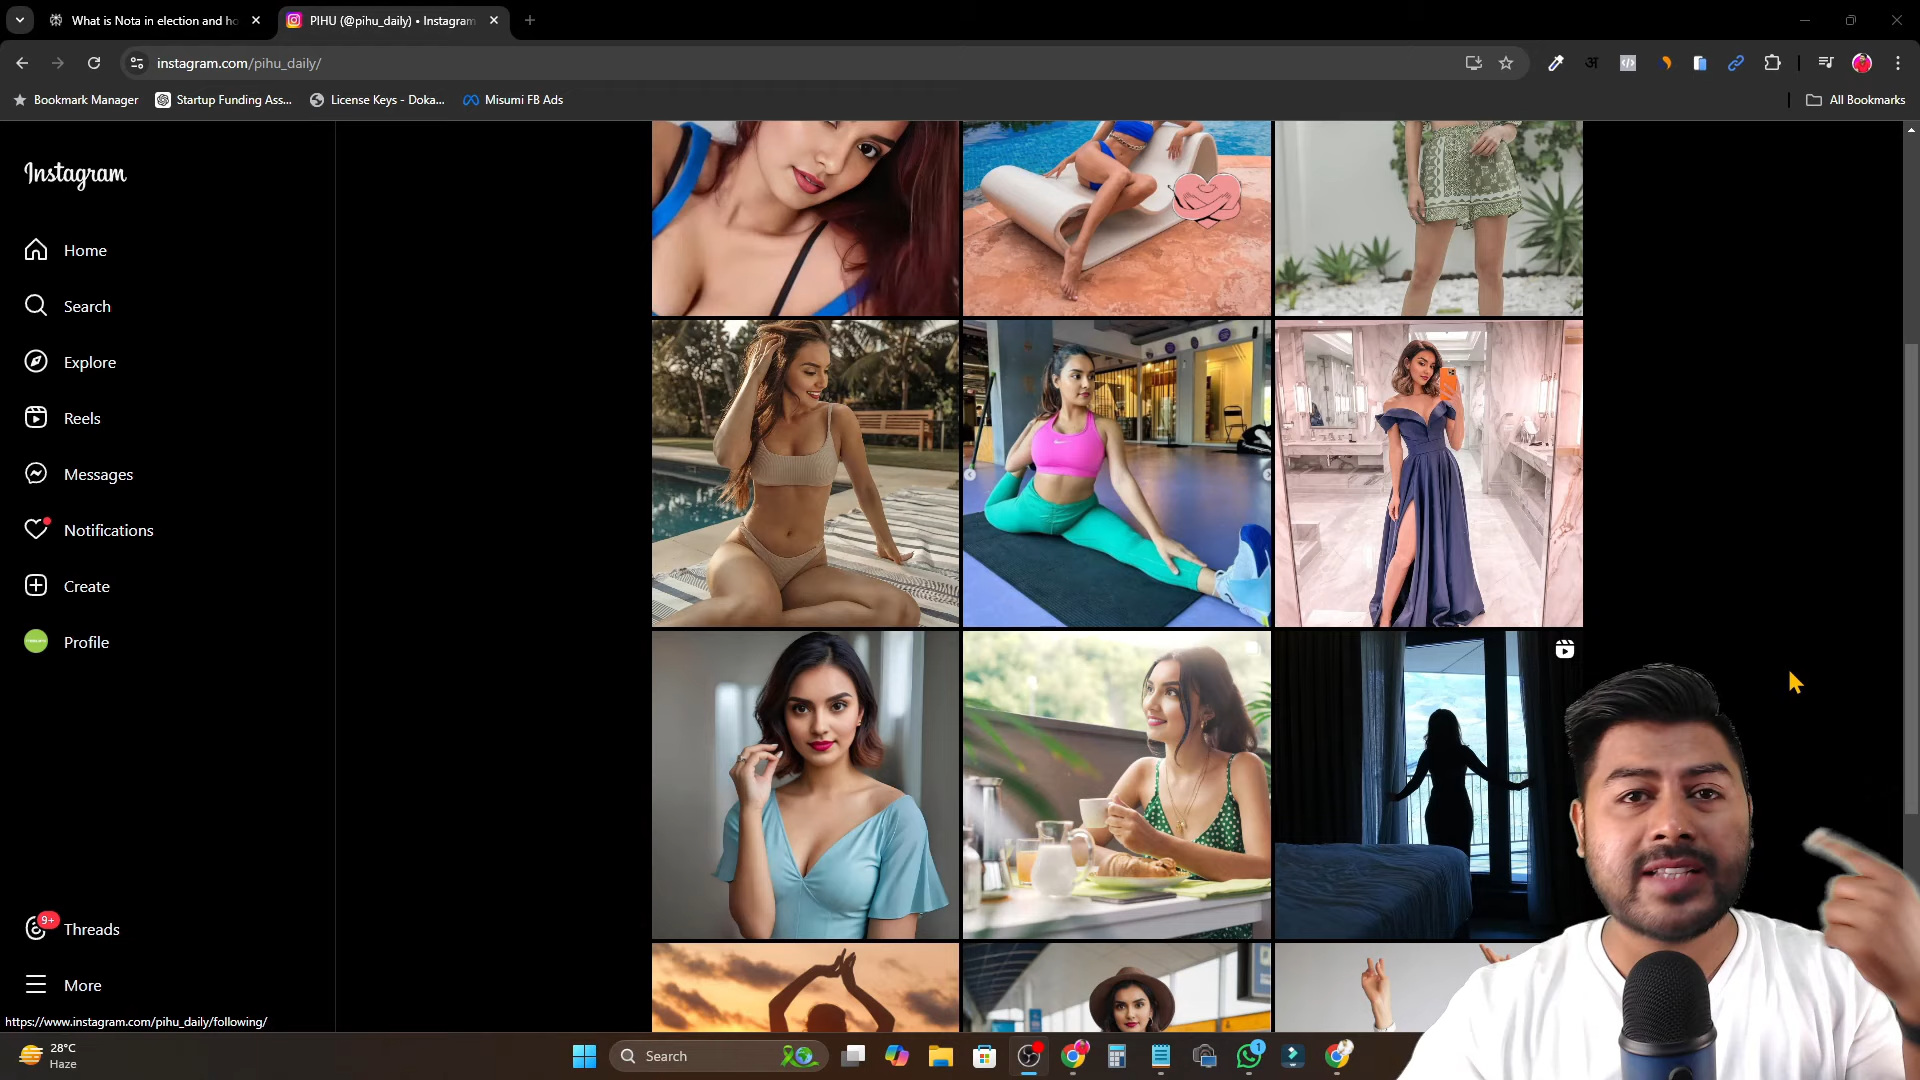 What is Nota in election and ho
PIHU (@pihu_daily) • Instagram
instagram.com/pihu_daily/
अ
Bookmark Manager
Startup Funding Ass...
License Keys - Doka...
Misumi FB Ads
All Bookmarks
Instagram
Home
Search
Explore
Reels
Messages
Notifications
Create
Profile
9+
Threads
More
https://www.instagram.com/pihu_daily/following/
28°C
Haze
Search
1